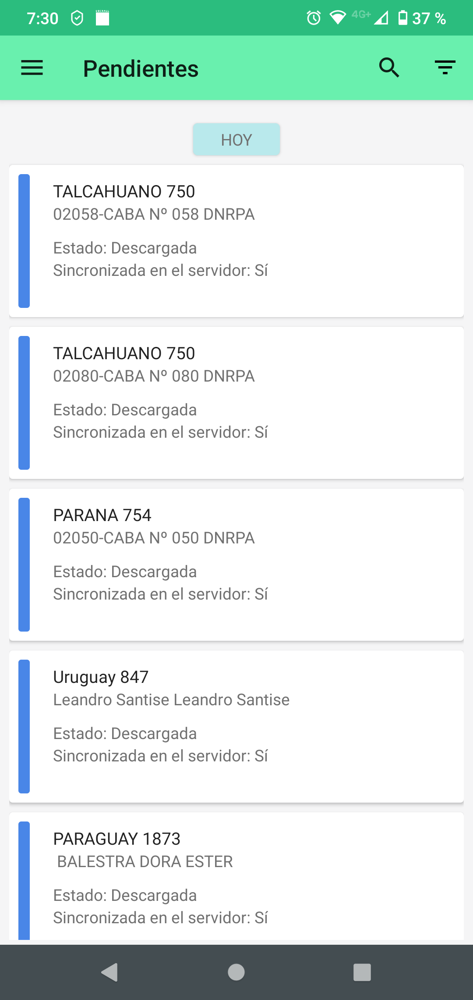 7:30
UBERALL
4G+
37 %
Pendientes
HOY
TALCAHUANO 750
02058-CABA Nº 058 DNRPA
Estado: Descargada
Sincronizada en el servidor: Sí
TALCAHUANO 750
02080-CABA Nº 080 DNRPA
Estado: Descargada
Sincronizada en el servidor: Sí
PARANA 754
02050-CABA Nº 050 DNRPA
Estado: Descargada
Sincronizada en el servidor: Sí
Uruguay 847
Leandro Santise Leandro Santise
Estado: Descargada
Sincronizada en el servidor: Sí
PARAGUAY 1873
BALESTRA DORA ESTER
Estado: Descargada
Sincronizada en el servidor: Sí